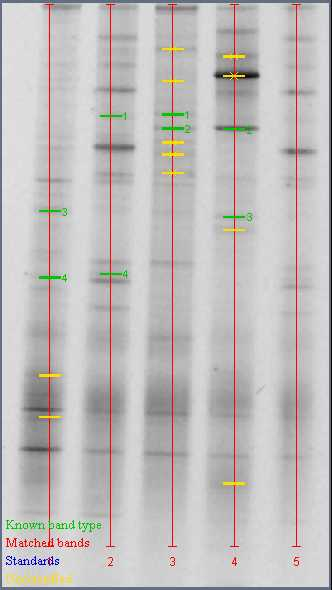 1
1
2
2
3
3
4
4
Known band type
Matched bands
Standards
Unclassified
1 2 3 4 5